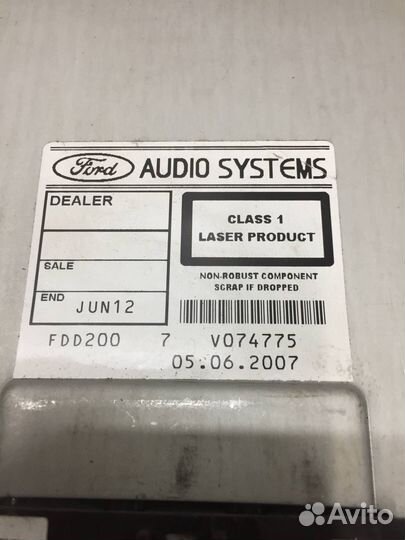 Ford AUDIO SYSTEMS
DEALER
SALE
END JUN12
CLASS 1
LASER PRODUCT
NON-ROBUST COMPONENT
SCRAP IF DROPPED
FDD200 7 V074775
05.06.2007
Avito